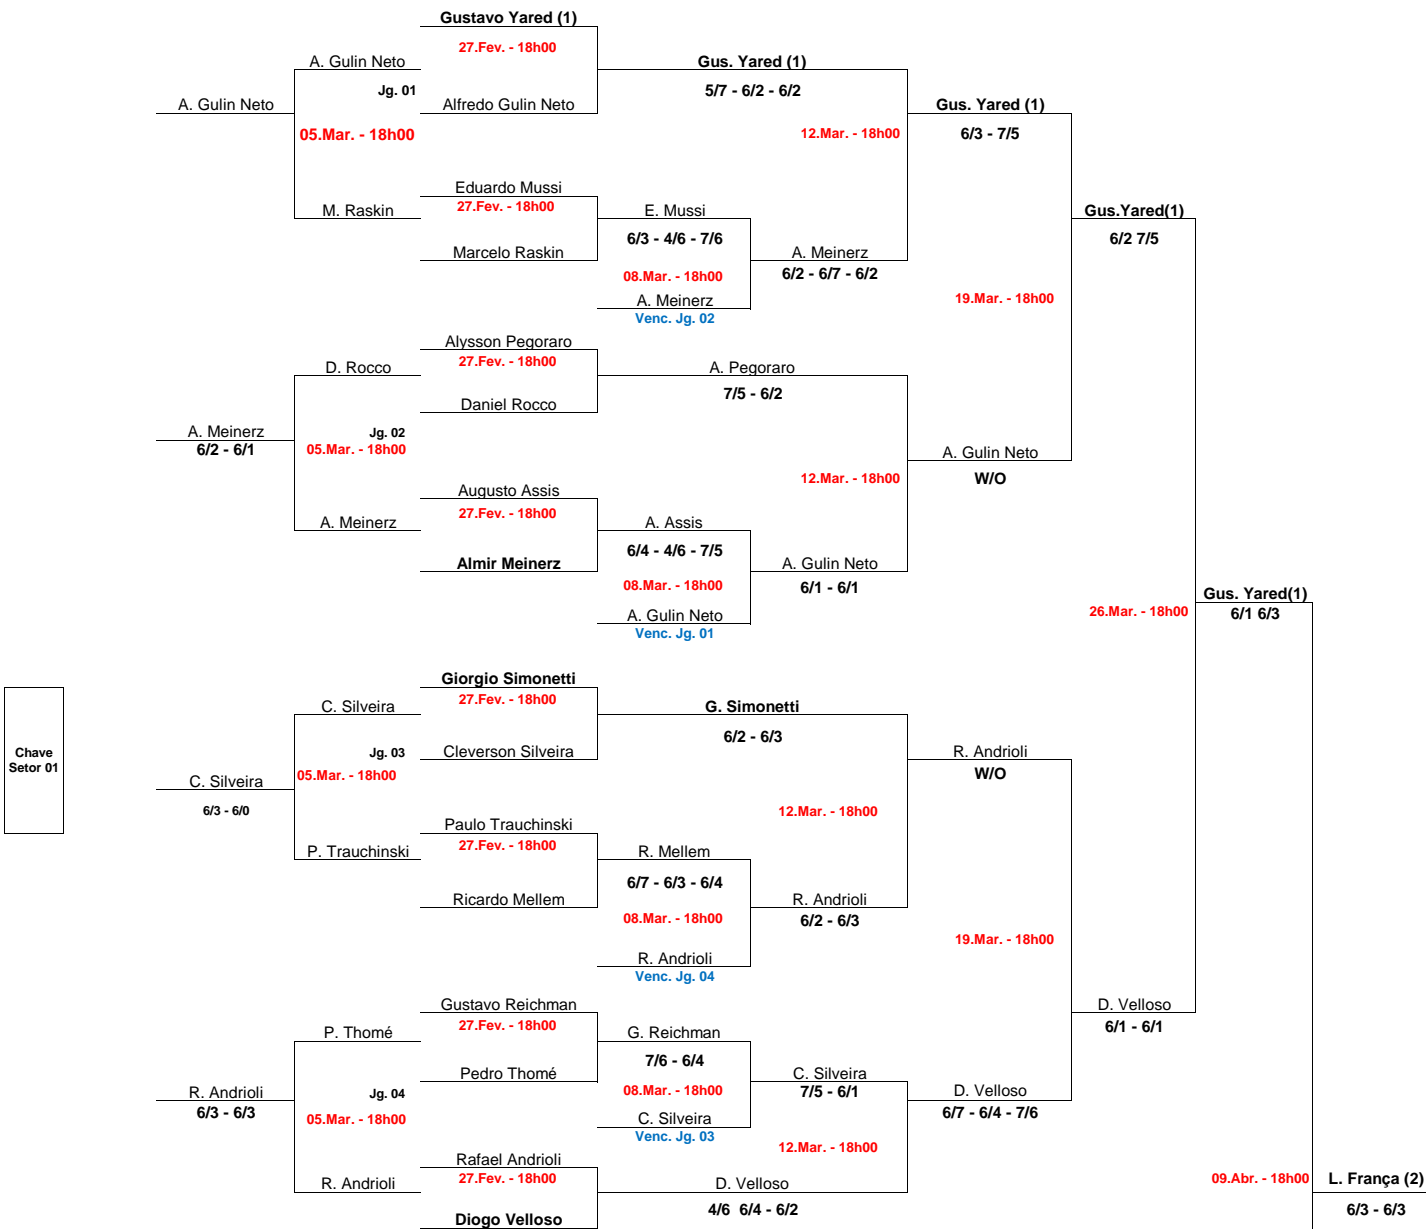 Gustavo Yared (1)
27.Fev. - 18h00
A. Gulin Neto
Gus. Yared (1)
Jg. 01
5/7 - 6/2 - 6/2
A. Gulin Neto
Alfredo Gulin Neto
Gus. Yared (1)
05.Mar. - 18h00
12.Mar. - 18h00
6/3 - 7/5
Eduardo Mussi
27.Fev. - 18h00
M. Raskin
E. Mussi
Gus.Yared(1)
6/3 - 4/6 - 7/6
6/2 7/5
Marcelo Raskin
A. Meinerz
08.Mar. - 18h00
6/2 - 6/7 - 6/2
A. Meinerz
19.Mar. - 18h00
Venc. Jg. 02
Alysson Pegoraro
27.Fev. - 18h00
D. Rocco
A. Pegoraro
7/5 - 6/2
Daniel Rocco
A. Meinerz
Jg. 02
6/2 - 6/1
05.Mar. - 18h00
A. Gulin Neto
12.Mar. - 18h00
W/O
Augusto Assis
27.Fev. - 18h00
A. Meinerz
A. Assis
6/4 - 4/6 - 7/5
Almir Meinerz
A. Gulin Neto
08.Mar. - 18h00
6/1 - 6/1
Gus. Yared(1)
A. Gulin Neto
26.Mar. - 18h00
6/1 6/3
Venc. Jg. 01
Giorgio Simonetti
27.Fev. - 18h00
C. Silveira
G. Simonetti
6/2 - 6/3
Chave
Setor 01
Jg. 03
Cleverson Silveira
R. Andrioli
C. Silveira
05.Mar. - 18h00
W/O
6/3 - 6/0
12.Mar. - 18h00
Paulo Trauchinski
27.Fev. - 18h00
P. Trauchinski
R. Mellem
6/7 - 6/3 - 6/4
Ricardo Mellem
R. Andrioli
08.Mar. - 18h00
6/2 - 6/3
19.Mar. - 18h00
R. Andrioli
Venc. Jg. 04
Gustavo Reichman
D. Velloso
27.Fev. - 18h00
6/1 - 6/1
P. Thomé
G. Reichman
7/6 - 6/4
Pedro Thomé
C. Silveira
R. Andrioli
Jg. 04
08.Mar. - 18h00
7/5 - 6/1
D. Velloso
6/3 - 6/3
05.Mar. - 18h00
C. Silveira
6/7 - 6/4 - 7/6
Venc. Jg. 03
12.Mar. - 18h00
Rafael Andrioli
27.Fev. - 18h00
R. Andrioli
D. Velloso
09.Abr. - 18h00
L. França (2)
4/6 6/4 - 6/2
6/3 - 6/3
Diogo Velloso